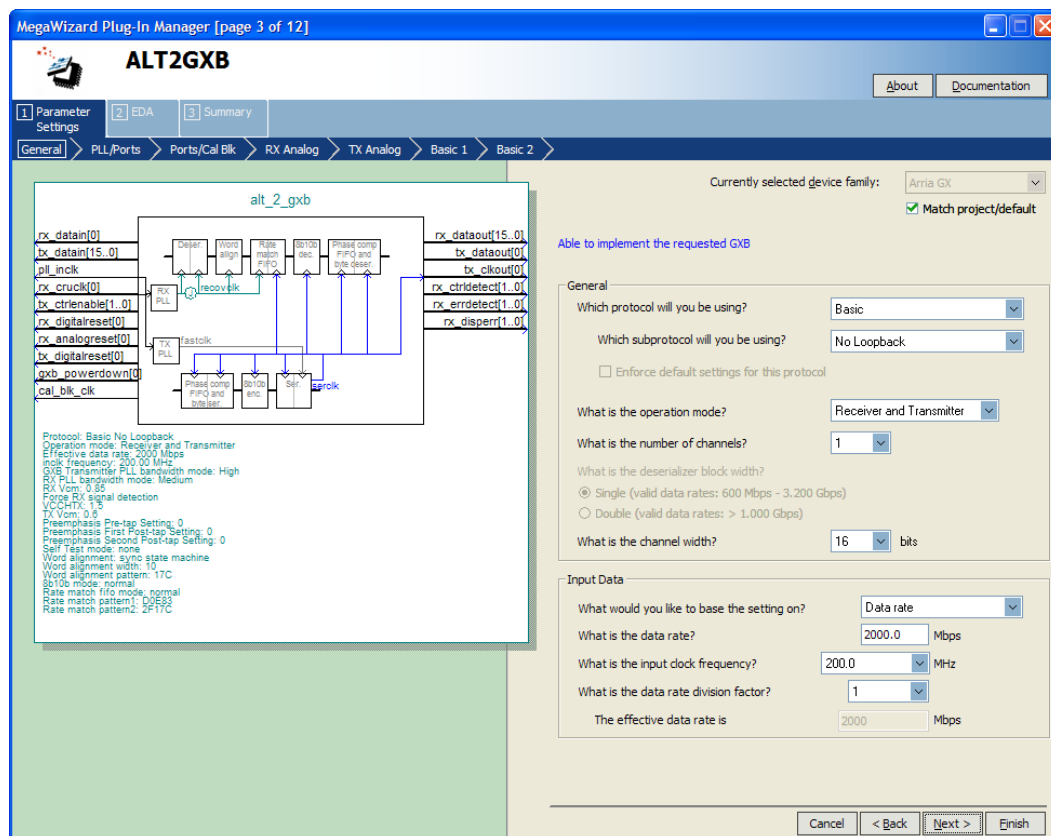 MegaWizard Plug-In Manager [page 3 of 12]
ALT2GXB
About
Documentation
1 Parameter Settings
2 EDA
3 Summary
General
PLL/Ports
Ports/Cal Blk
RX Analog
TX Analog
Basic 1
Basic 2
alt_2_gxb
rx_datain[0]
tx_datain[15..0]
pll_inclk
rx_cruclk[0]
tx_ctrlenable[1..0]
rx_digitalreset[0]
rx_analogreset[0]
tx_digitalreset[0]
gxb_powerdown[0]
cal_blk_clk
Deser.
Word align
Rate match FIFO
8b10b dec.
Phase comp FIFO and byte deser.
RX PLL
recovclk
TX PLL
fastclk
Phase comp FIFO and byte ser.
8b10b enc.
Ser.
serclk
rx_dataout[15..0]
tx_dataout[0]
tx_clkout[0]
rx_ctrldetect[1..0]
rx_errdetect[1..0]
rx_disperr[1..0]
Protocol: Basic No Loopback
Operation mode: Receiver and Transmitter
Effective data rate: 2000 Mbps
inclk frequency: 200.00 MHz
GXB Transmitter PLL bandwidth mode: High
RX PLL bandwidth mode: Medium
RX Vcm: 0.85
Force RX signal detection
VCCHTX: 1.5
TX Vcm: 0.6
Preemphasis Pre-tap Setting: 0
Preemphasis First Post-tap Setting: 0
Preemphasis Second Post-tap Setting: 0
Self Test mode: none
Word alignment: sync state machine
Word alignment width: 10
Word alignment pattern: 17C
8b10b mode: normal
Rate match fifo mode: normal
Rate match pattern1: D0E83
Rate match pattern2: 2F17C
Currently selected device family: Arria GX
Match project/default
Able to implement the requested GXB
General
Which protocol will you be using? Basic
Which subprotocol will you be using? No Loopback
Enforce default settings for this protocol
What is the operation mode? Receiver and Transmitter
What is the number of channels? 1
What is the deserializer block width?
Single (valid data rates: 600 Mbps - 3.200 Gbps)
Double (valid data rates: > 1.000 Gbps)
What is the channel width? 16 bits
Input Data
What would you like to base the setting on? Data rate
What is the data rate? 2000.0 Mbps
What is the input clock frequency? 200.0 MHz
What is the data rate division factor? 1
The effective data rate is 2000 Mbps
Cancel
< Back
Next >
Finish